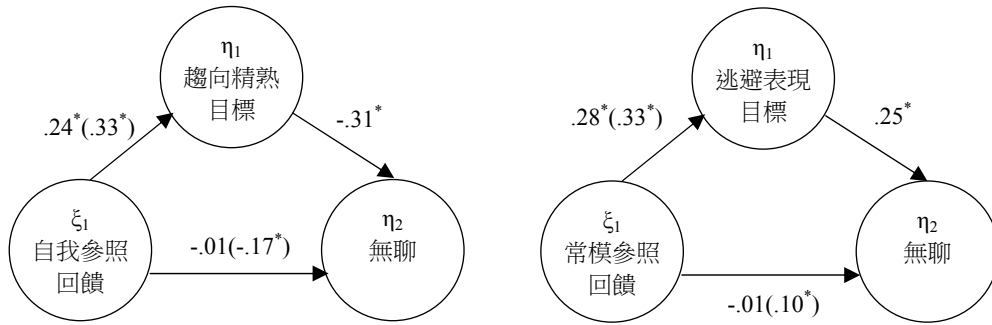 η₁
趨向精熟
目標
.24*(.33*)
-.31*
ξ₁
自我參照
回饋
-.01(-.17*)
η₂
無聊
η₁
逃避表現
目標
.28*(.33*)
.25*
ξ₁
常模參照
回饋
-.01(.10*)
η₂
無聊